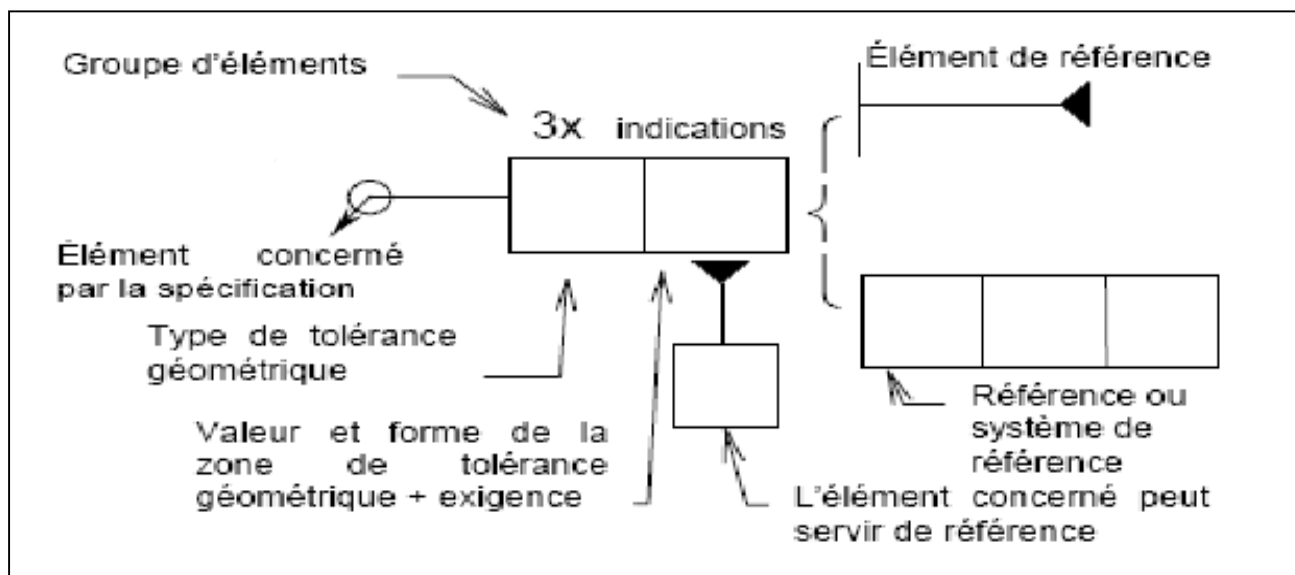 Groupe d'éléments
Élément de référence
3x indications
Élément concerné
par la spécification
Type de tolérance
géométrique
Valeur et forme de la
zone de tolérance
géométrique + exigence
Référence ou
système de
référence
L'élément concerné peut
servir de référence